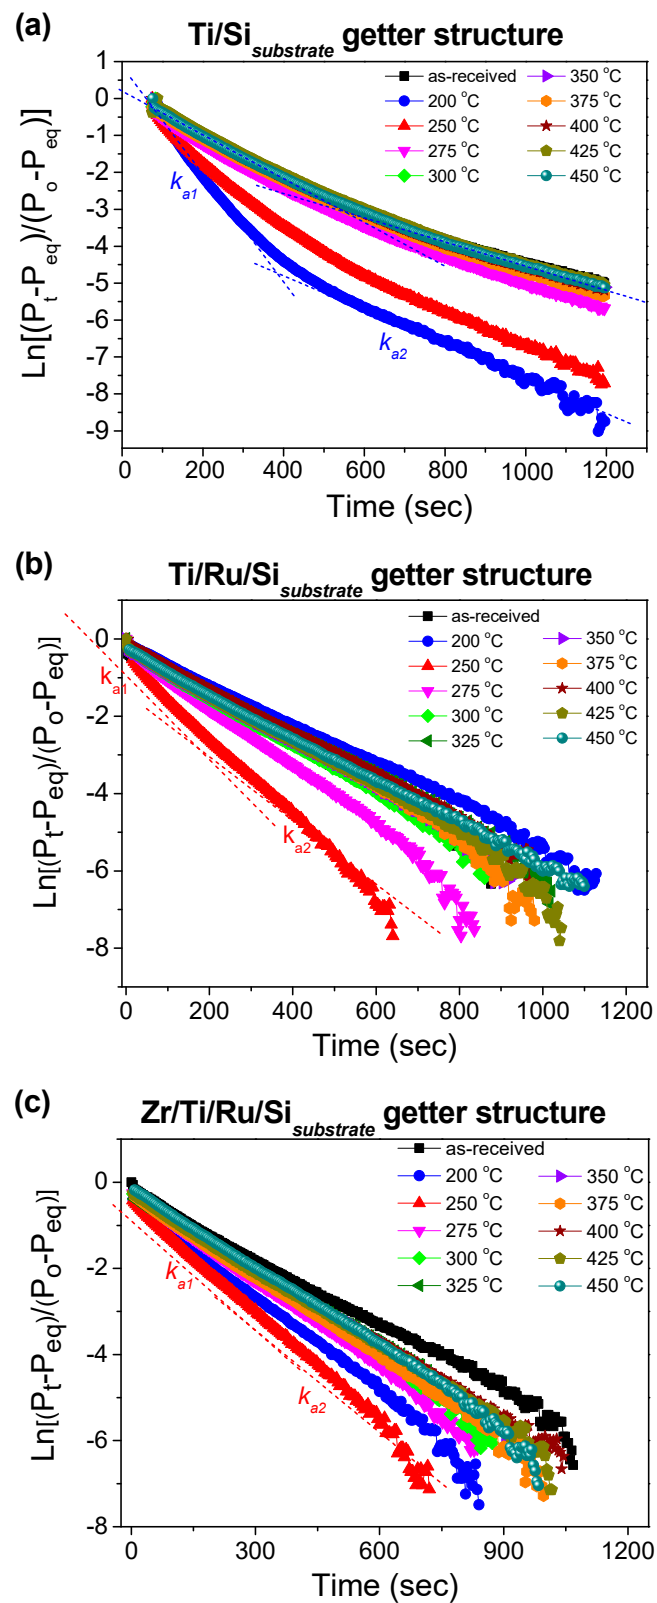 (a)
Ti/Si substrate getter structure
as-received
200 °C
250 °C
275 °C
300 °C
350 °C
375 °C
400 °C
425 °C
450 °C
Ln[(Pt-Peq)/(Po-Peq)]
0
-1
-2
-3
-4
-5
-6
-7
-8
-9
ka1
ka2
0 200 400 600 800 1000 1200
Time (sec)
(b)
Ti/Ru/Si substrate getter structure
as-received
200 °C
250 °C
275 °C
300 °C
325 °C
350 °C
375 °C
400 °C
425 °C
450 °C
Ln[(Pt-Peq)/(Po-Peq)]
0
-2
-4
-6
-8
ka1
ka2
0 200 400 600 800 1000 1200
Time (sec)
(c)
Zr/Ti/Ru/Si substrate getter structure
as-received
200 °C
250 °C
275 °C
300 °C
325 °C
350 °C
375 °C
400 °C
425 °C
450 °C
Ln[(Pt-Peq)/(Po-Peq)]
0
-2
-4
-6
-8
ka1
ka2
0 300 600 900 1200
Time (sec)